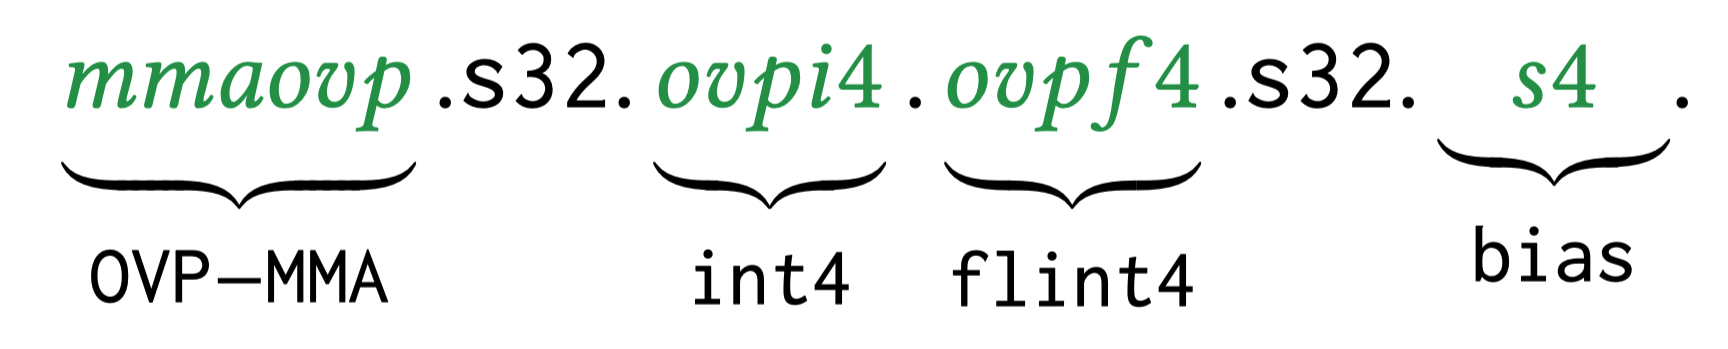 mmaovp.s32.ovpi4.ovpf4.s32. s4 .
OVP–MMA int4 flint4 bias